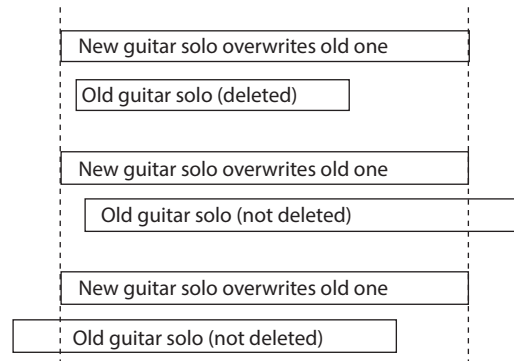 New guitar solo overwrites old one
Old guitar solo (deleted)
New guitar solo overwrites old one
Old guitar solo (not deleted)
New guitar solo overwrites old one
Old guitar solo (not deleted)